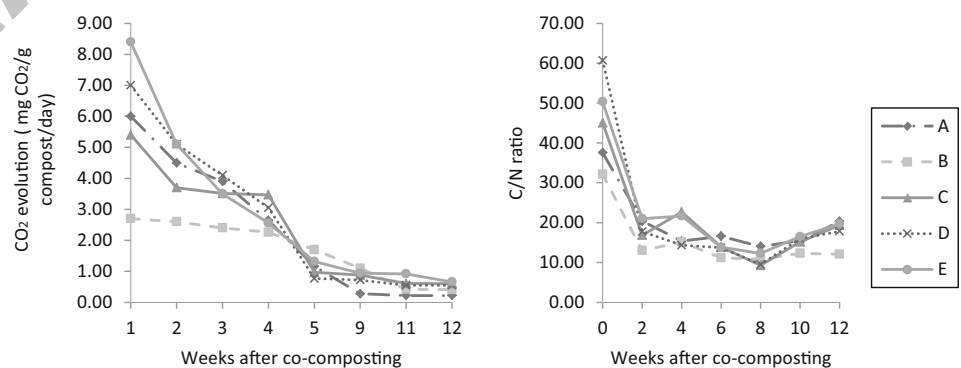 CO2 evolution ( mg CO2/g
compost/day)
9.00
8.00
7.00
6.00
5.00
4.00
3.00
2.00
1.00
0.00
1 2 3 4 5 9 11 12
Weeks after co-composting
C/N ratio
70.00
60.00
50.00
40.00
30.00
20.00
10.00
0.00
0 2 4 6 8 10 12
Weeks after co-composting
A
B
C
D
E